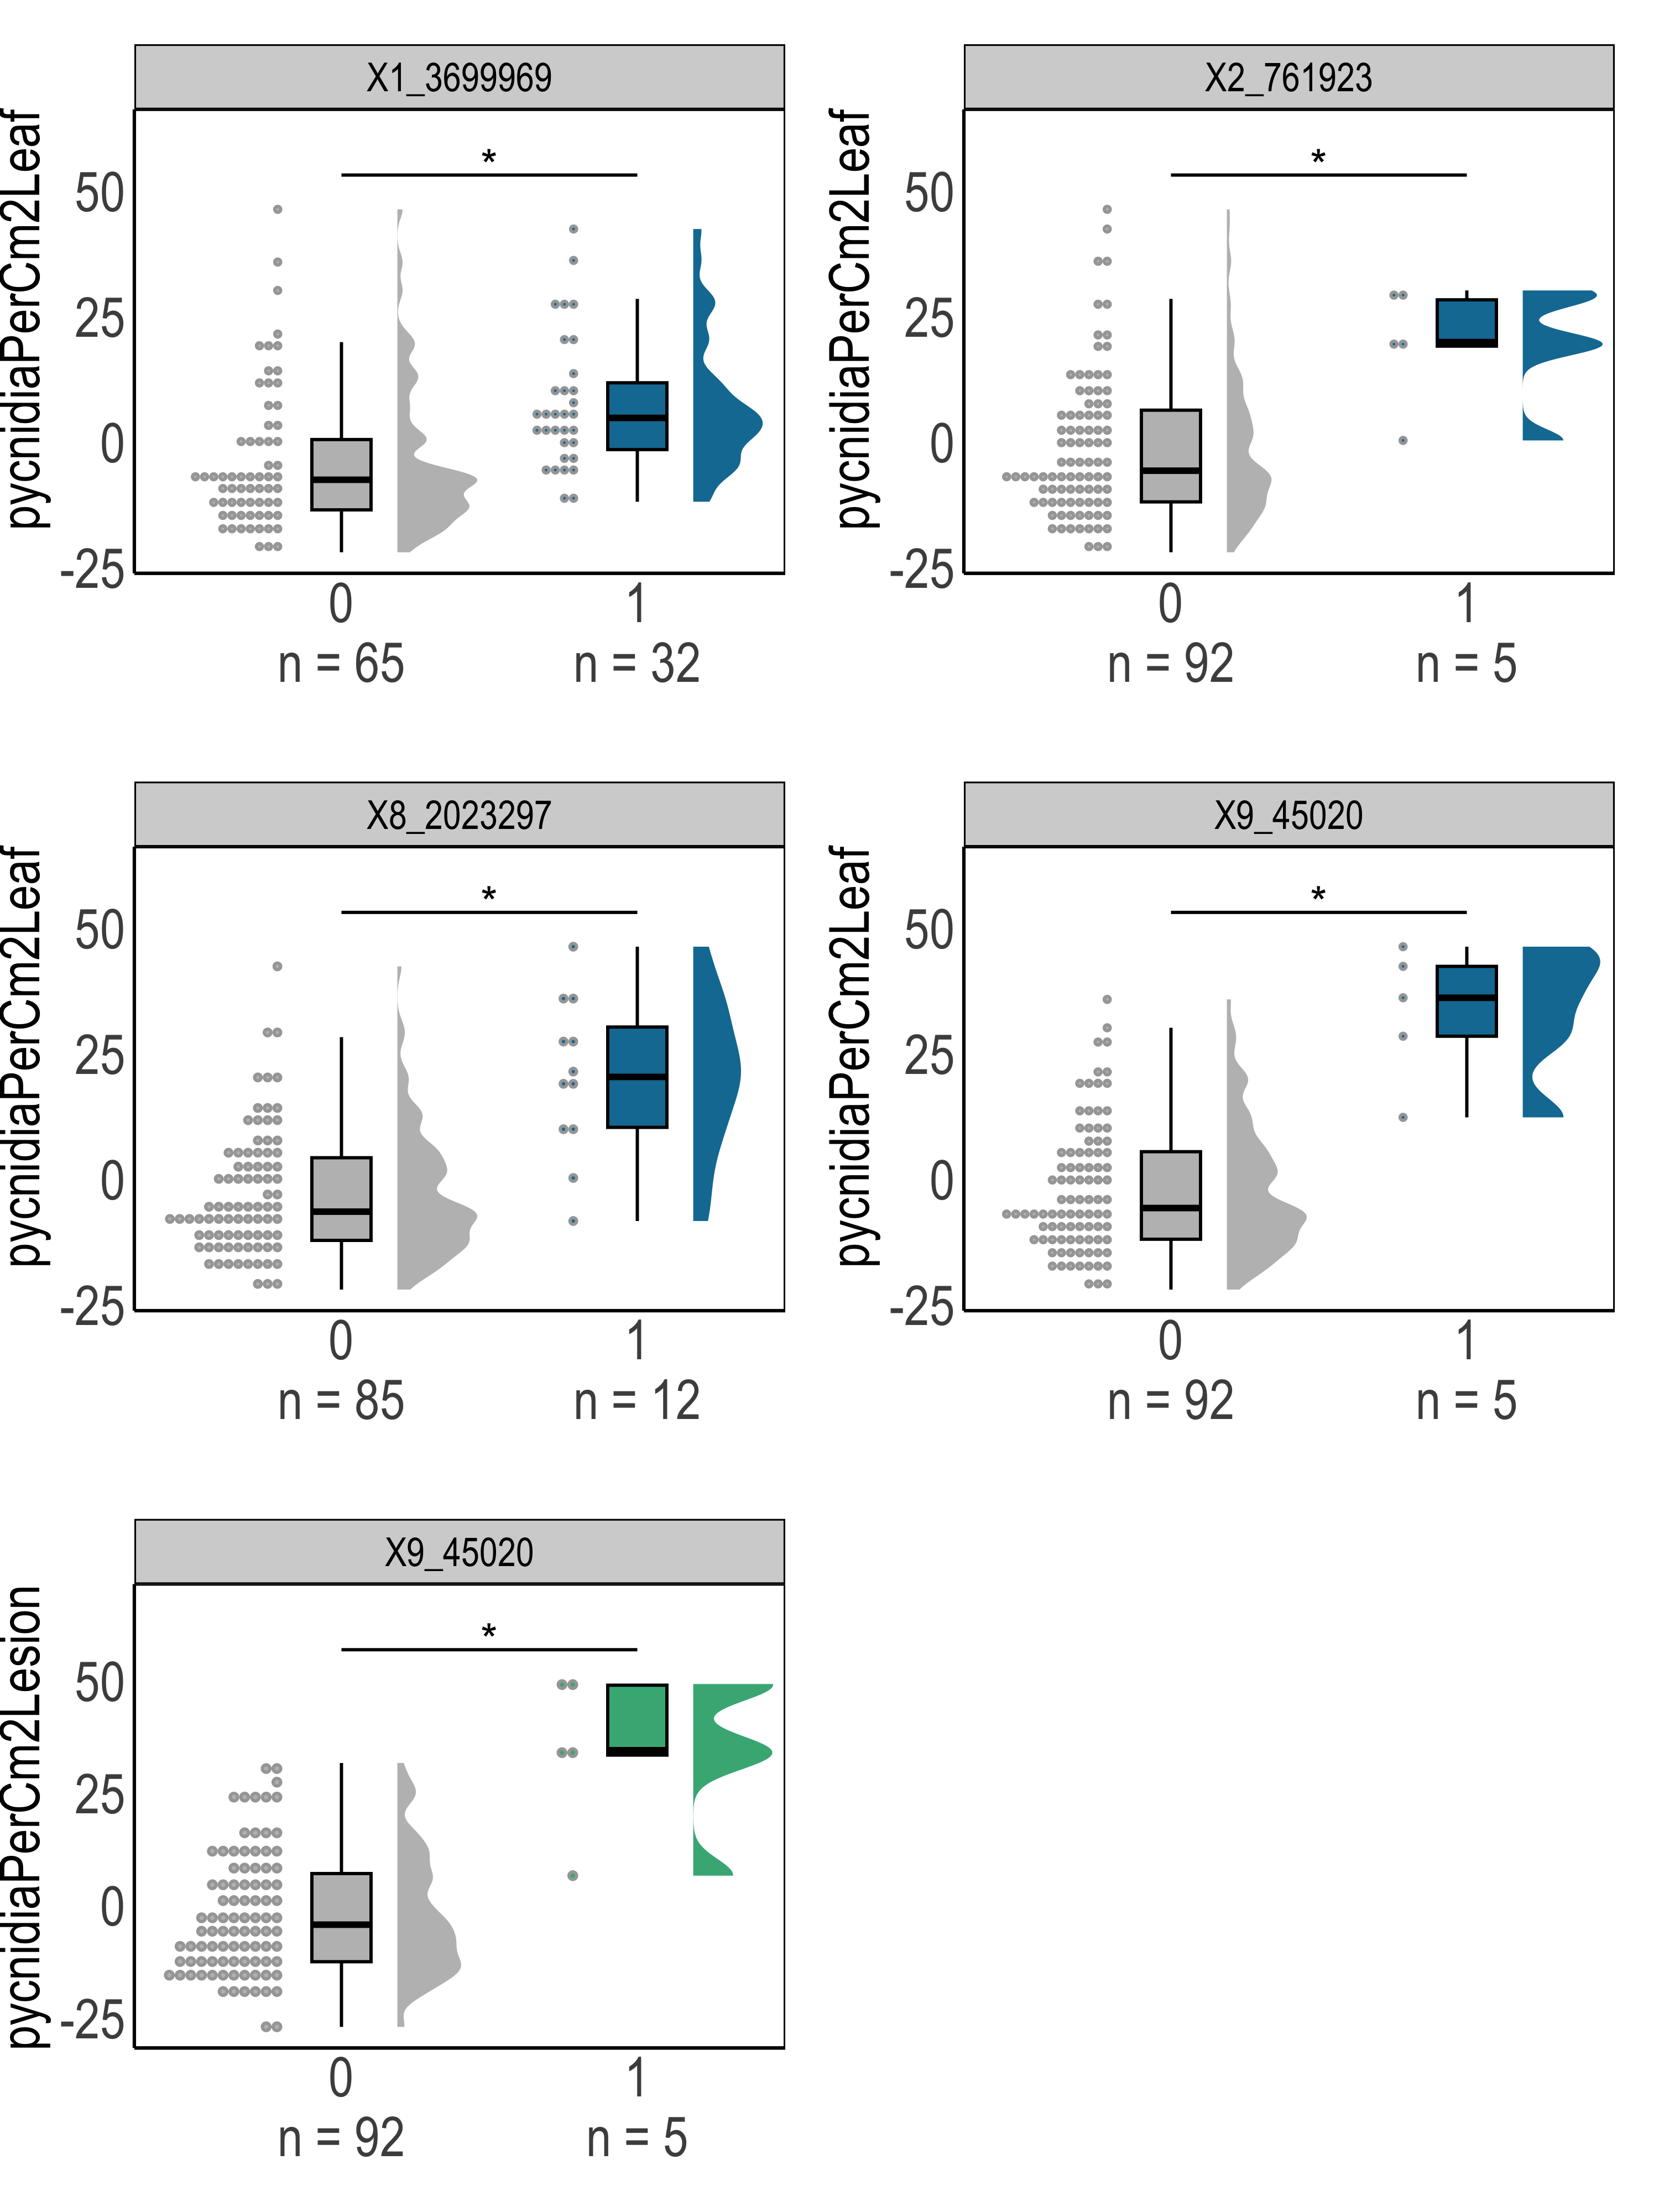 X1_3699969
pycnidiaPerCm2Leaf
*
50
25
0
-25
0
1
n = 65
n = 32
X2_761923
pycnidiaPerCm2Leaf
*
50
25
0
-25
0
1
n = 92
n = 5
X8_2023297
pycnidiaPerCm2Leaf
*
50
25
0
-25
0
1
n = 85
n = 12
X9_45020
pycnidiaPerCm2Leaf
*
50
25
0
-25
0
1
n = 92
n = 5
X9_45020
pycnidiaPerCm2Lesion
*
50
25
0
-25
0
1
n = 92
n = 5